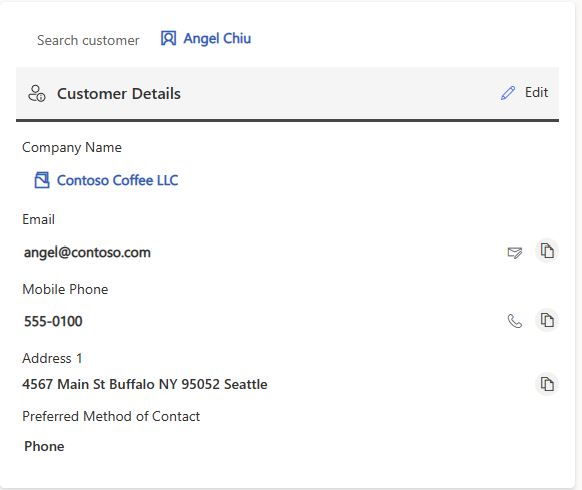 Search customer Angel Chiu
Customer Details Edit
Company Name
Contoso Coffee LLC
Email
angel@contoso.com
Mobile Phone
555-0100
Address 1
4567 Main St Buffalo NY 95052 Seattle
Preferred Method of Contact
Phone